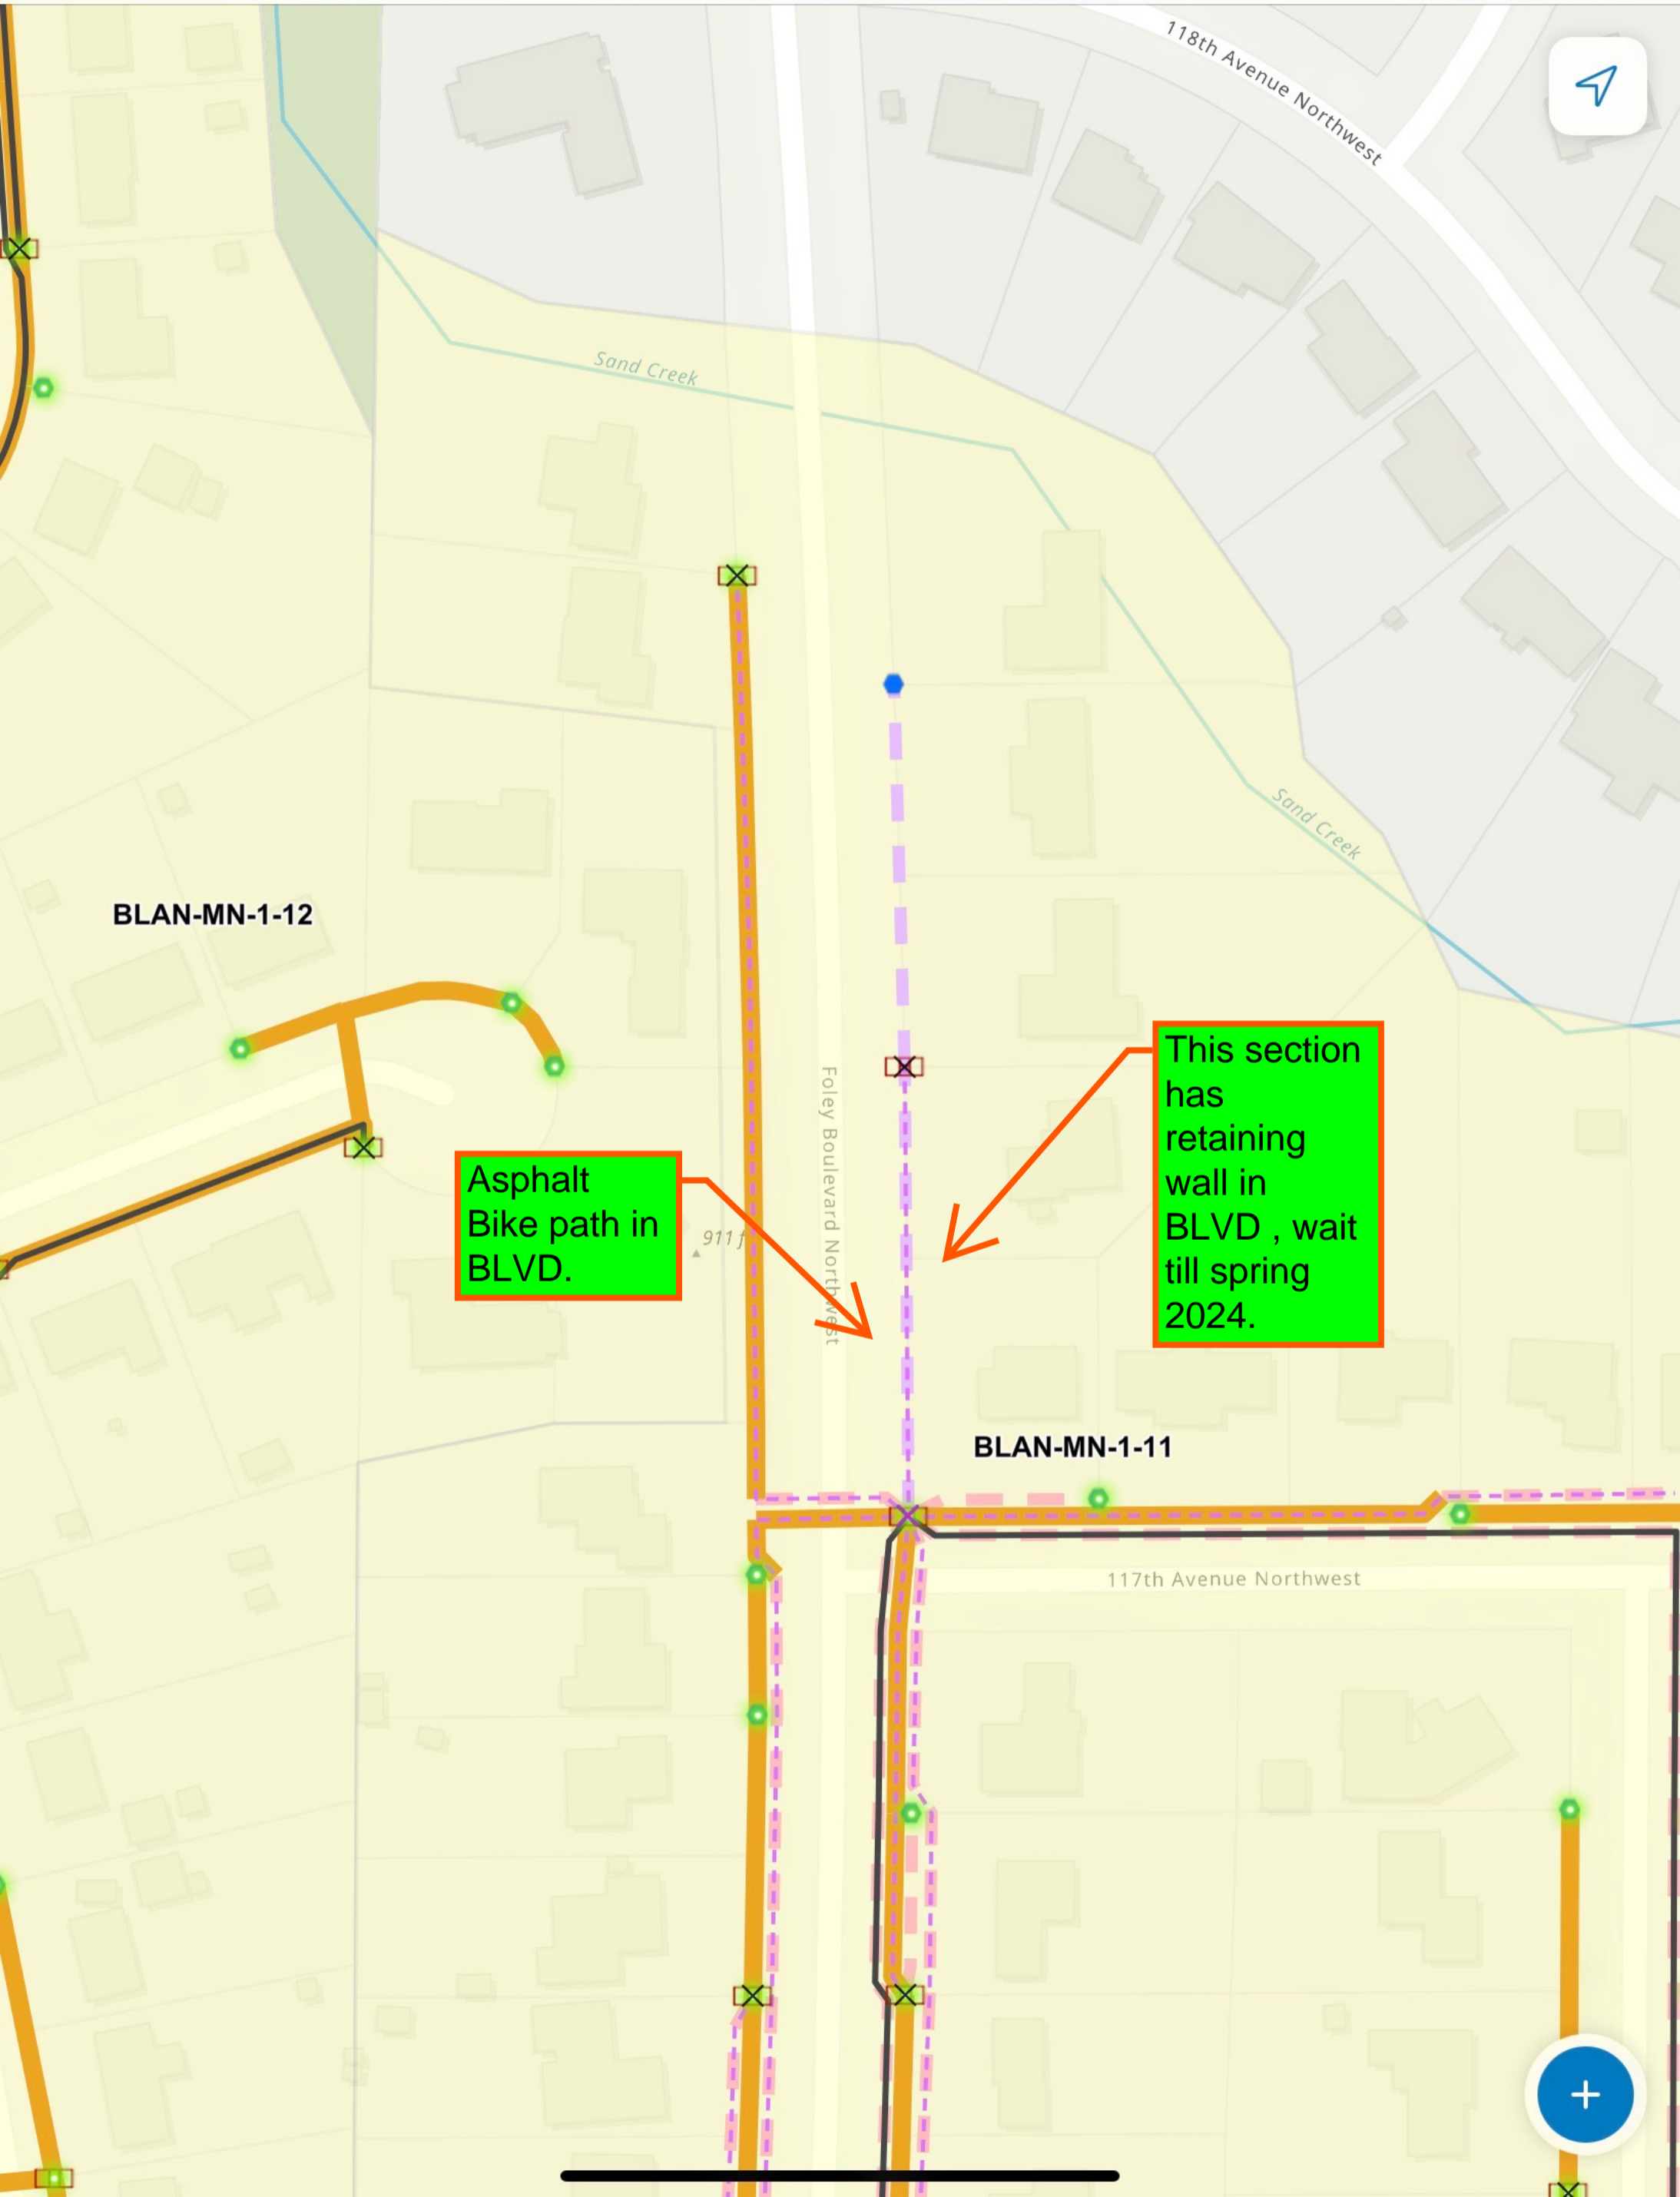 118th Avenue Northwest
Sand Creek
Sand Creek
BLAN-MN-1-12
This section
has
retaining
wall in
BLVD , wait
till spring
2024.
Foley Boulevard Northwest
Asphalt
Bike path in
BLVD.
911 f
BLAN-MN-1-11
117th Avenue Northwest